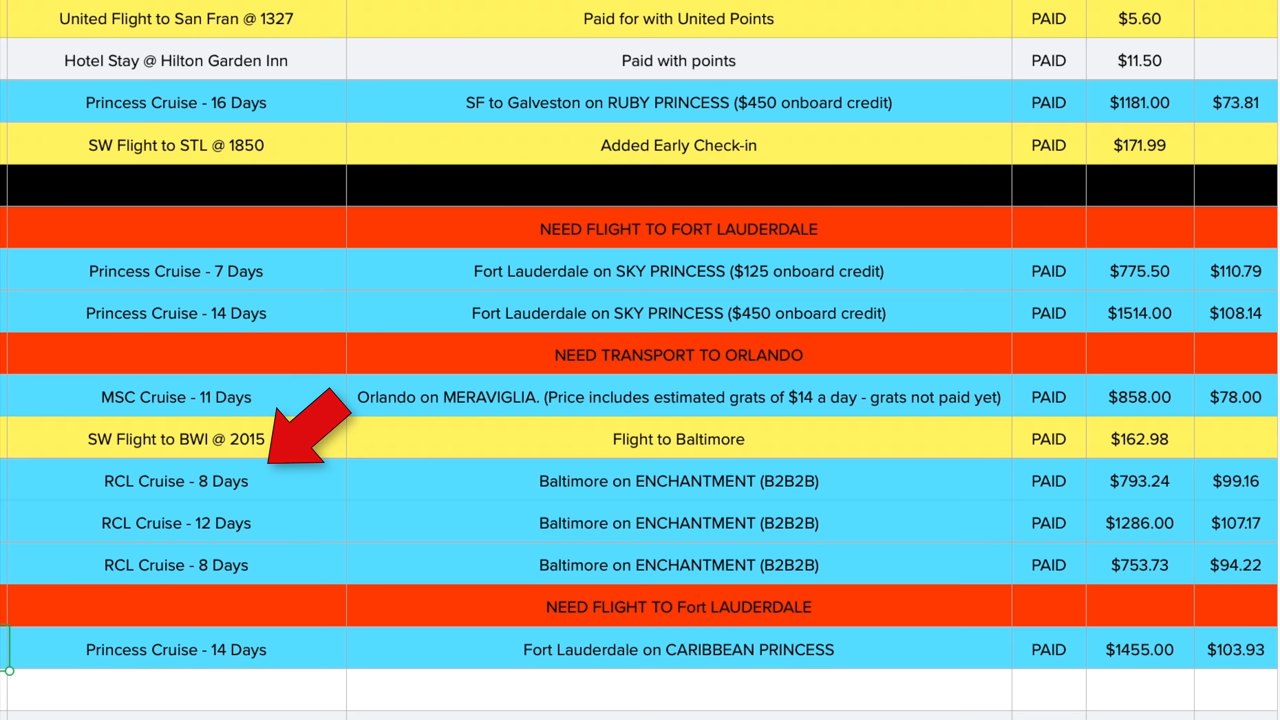 United Flight to San Fran @ 1327 Paid for with United Points PAID $5.60
Hotel Stay @ Hilton Garden Inn Paid with points PAID $11.50
Princess Cruise - 16 Days SF to Galveston on RUBY PRINCESS ($450 onboard credit) PAID $1181.00 $73.81
SW Flight to STL @ 1850 Added Early Check-in PAID $171.99
NEED FLIGHT TO FORT LAUDERDALE
Princess Cruise - 7 Days Fort Lauderdale on SKY PRINCESS ($125 onboard credit) PAID $775.50 $110.79
Princess Cruise - 14 Days Fort Lauderdale on SKY PRINCESS ($450 onboard credit) PAID $1514.00 $108.14
NEED TRANSPORT TO ORLANDO
MSC Cruise - 11 Days Orlando on MERAVIGLIA. (Price includes estimated grats of $14 a day - grats not paid yet) PAID $858.00 $78.00
SW Flight to BWI @ 2015 Flight to Baltimore PAID $162.98
RCL Cruise - 8 Days Baltimore on ENCHANTMENT (B2B2B) PAID $793.24 $99.16
RCL Cruise - 12 Days Baltimore on ENCHANTMENT (B2B2B) PAID $1286.00 $107.17
RCL Cruise - 8 Days Baltimore on ENCHANTMENT (B2B2B) PAID $753.73 $94.22
NEED FLIGHT TO Fort LAUDERDALE
Princess Cruise - 14 Days Fort Lauderdale on CARIBBEAN PRINCESS PAID $1455.00 $103.93